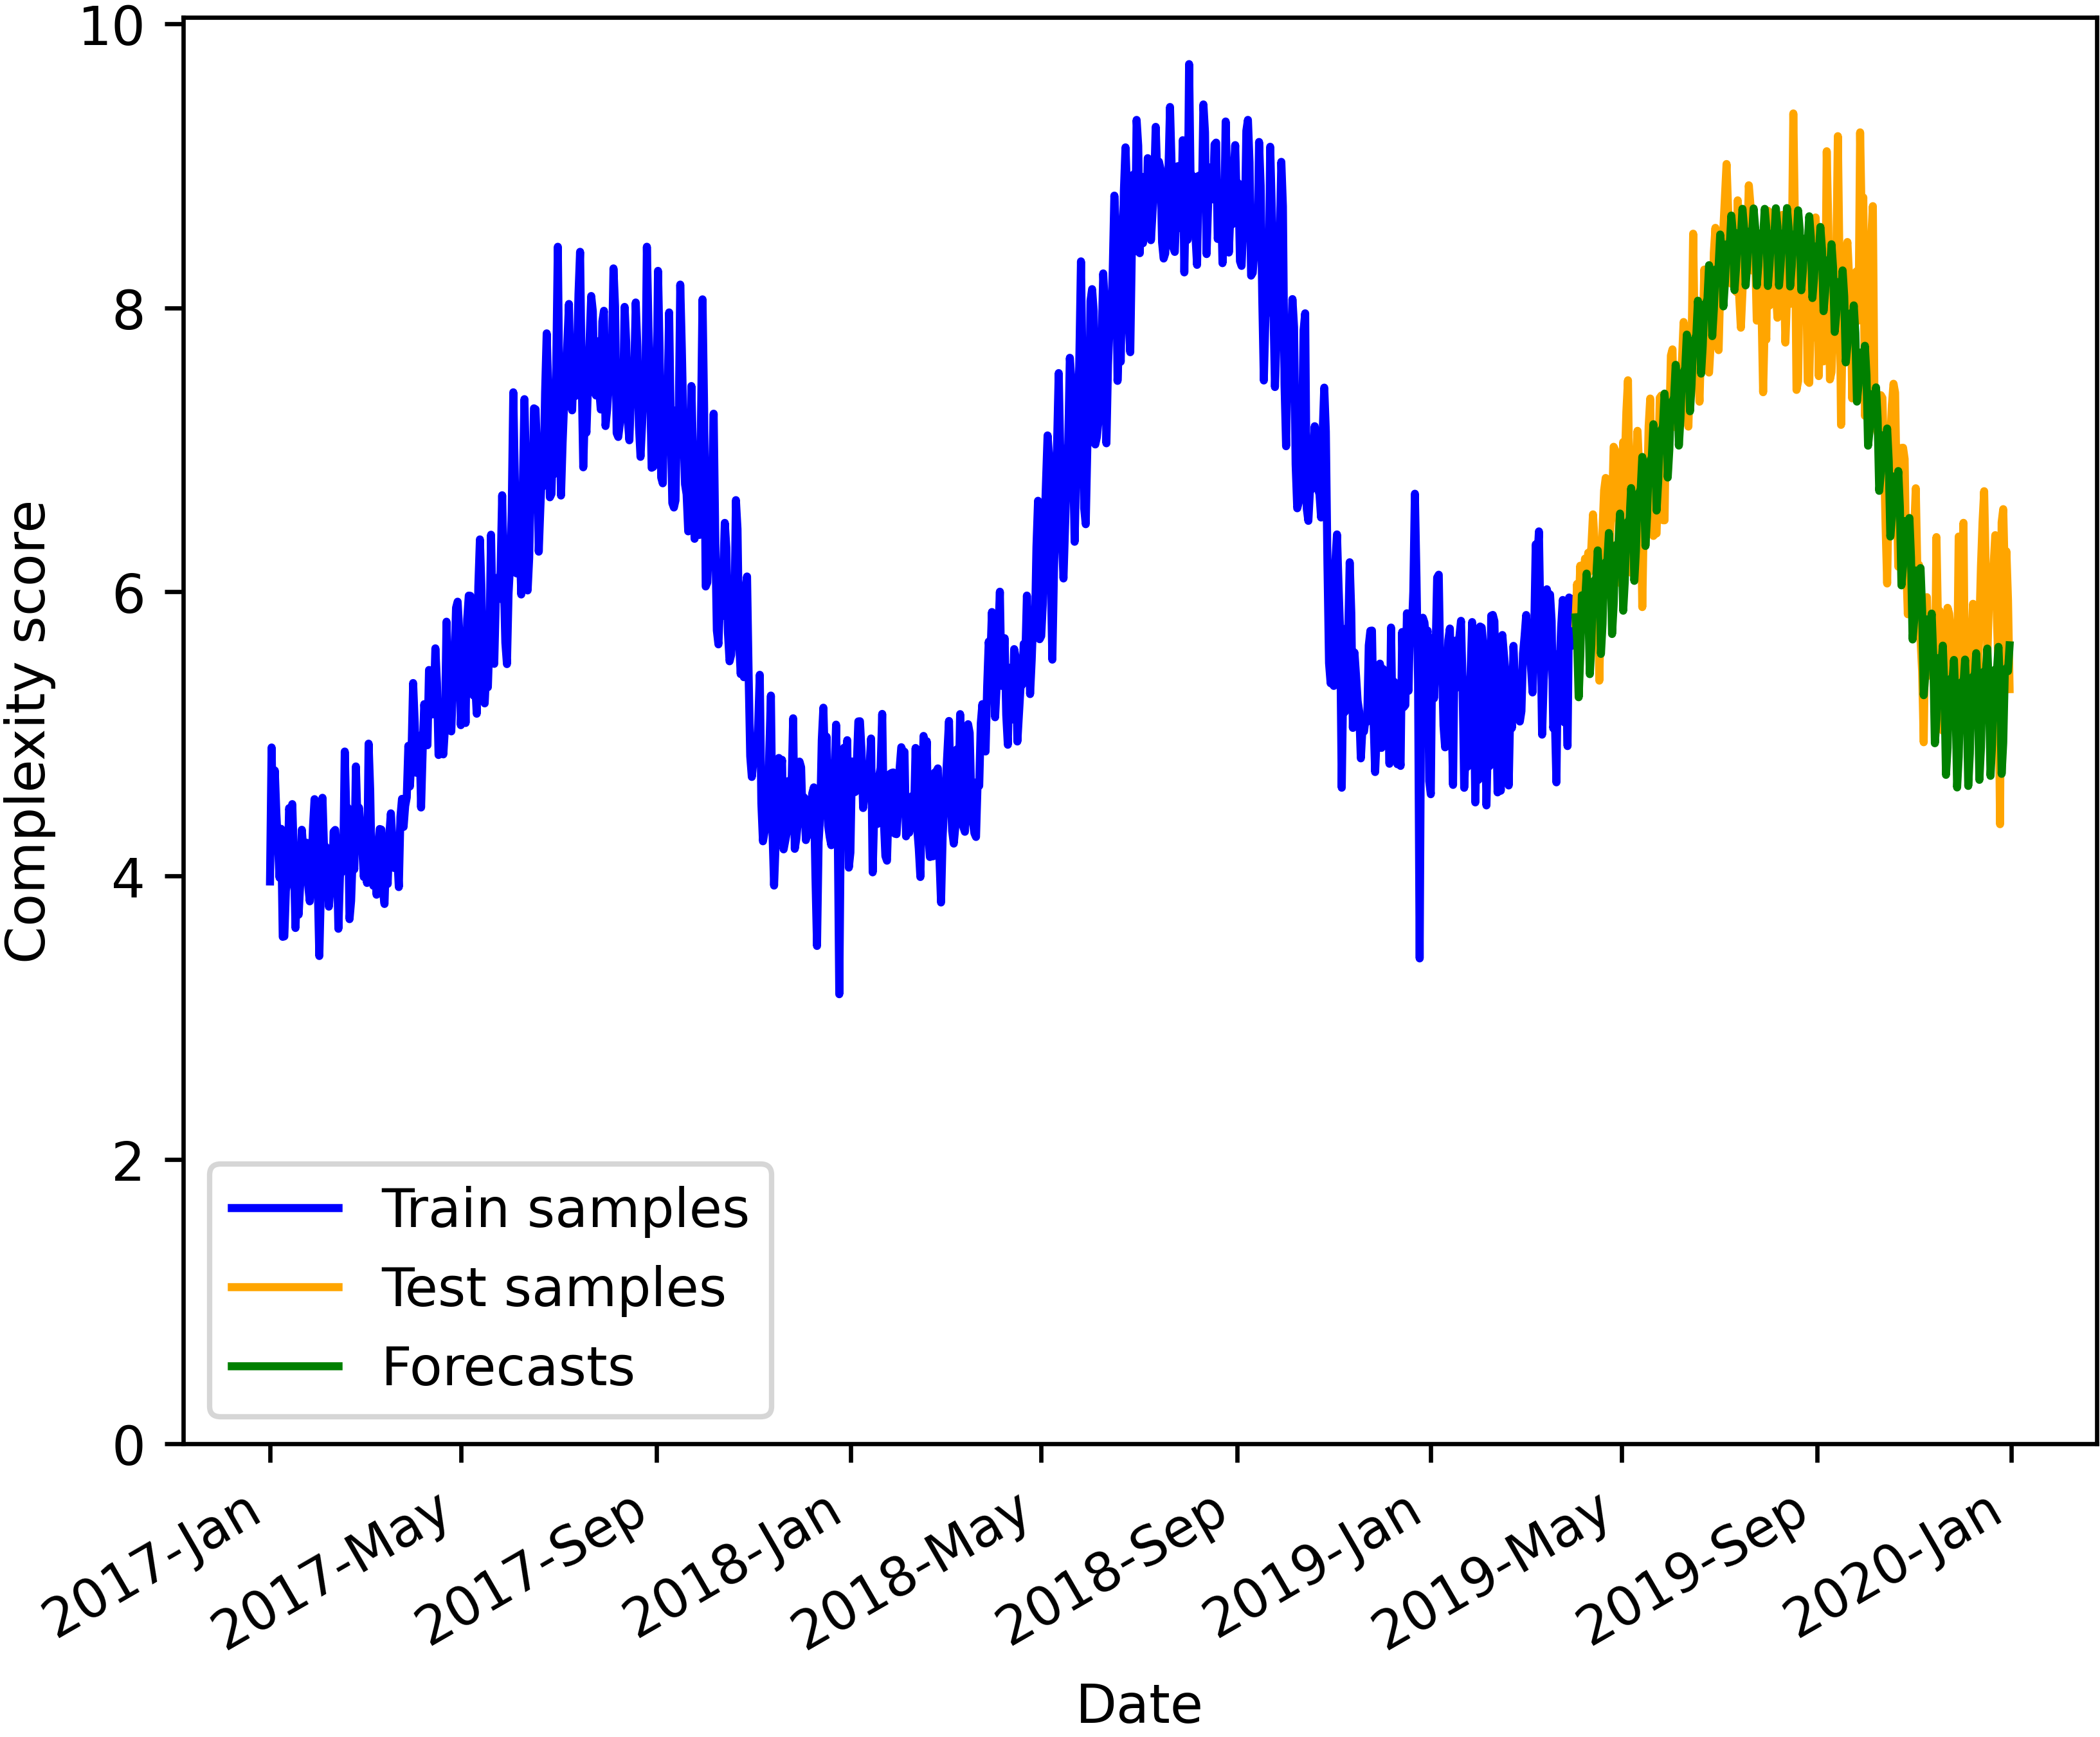 10
8
6
4
2
0
Complexity score
Train samples
Test samples
Forecasts
2017-Jan
2017-May
2017-Sep
2018-Jan
2018-May
2018-Sep
2019-Jan
2019-May
2019-Sep
2020-Jan
Date